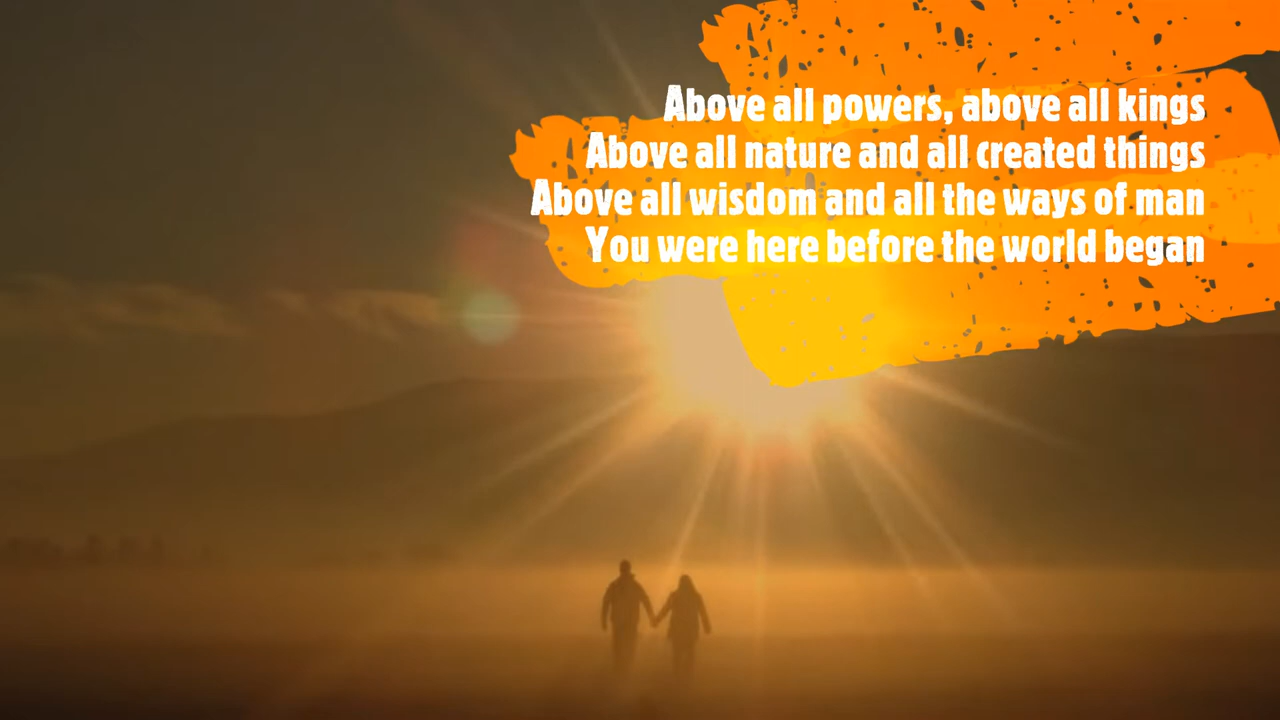 Above all powers, above all kings
Above all nature and all created things
Above all wisdom and all the ways of man
You were here before the world began